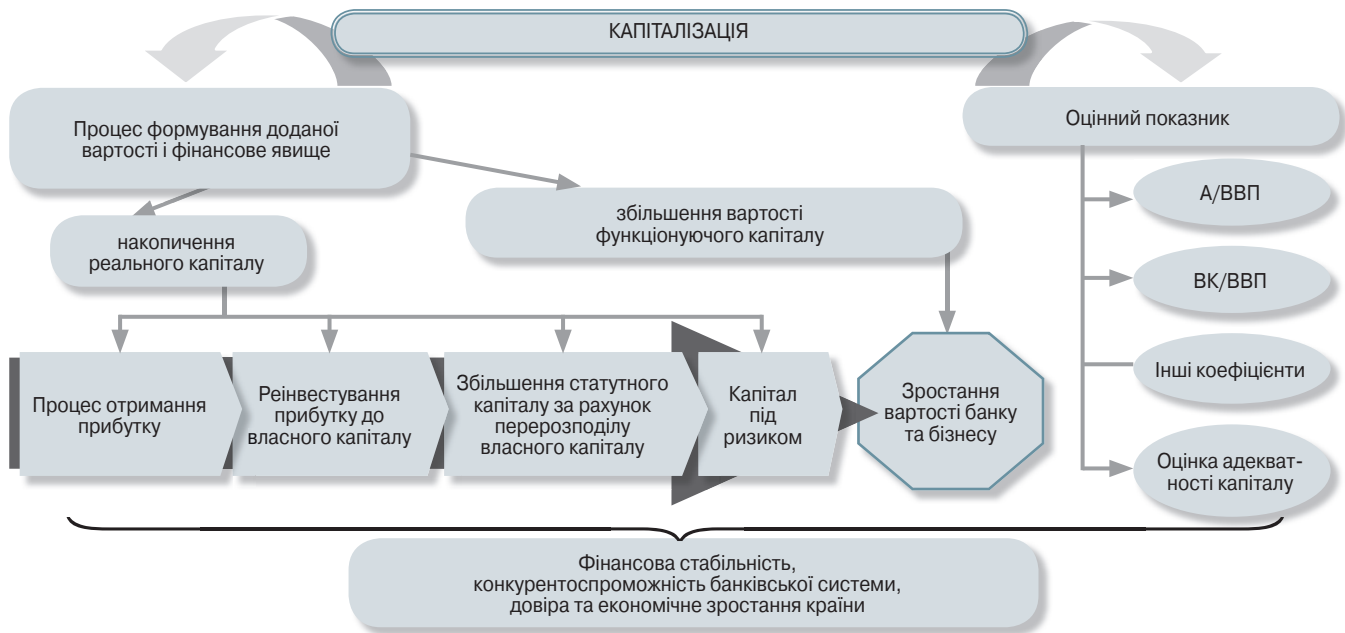 КАПІТАЛІЗАЦІЯ
Процес формування доданої
вартості і фінансове явище
Оцінний показник
накопичення
реального капіталу
збільшення вартості
функціонуючого капіталу
А/ВВП
ВК/ВВП
Інші коефіцієнти
Оцінка адекват-
ності капіталу
Процес отримання
прибутку
Реінвестування
прибутку до
власного капіталу
Збільшення статутного
капіталу за рахунок
перерозподілу
власного капіталу
Капітал
під
ризиком
Зростання
вартості банку
та бізнесу
Фінансова стабільність,
конкурентоспроможність банківської системи,
довіра та економічне зростання країни